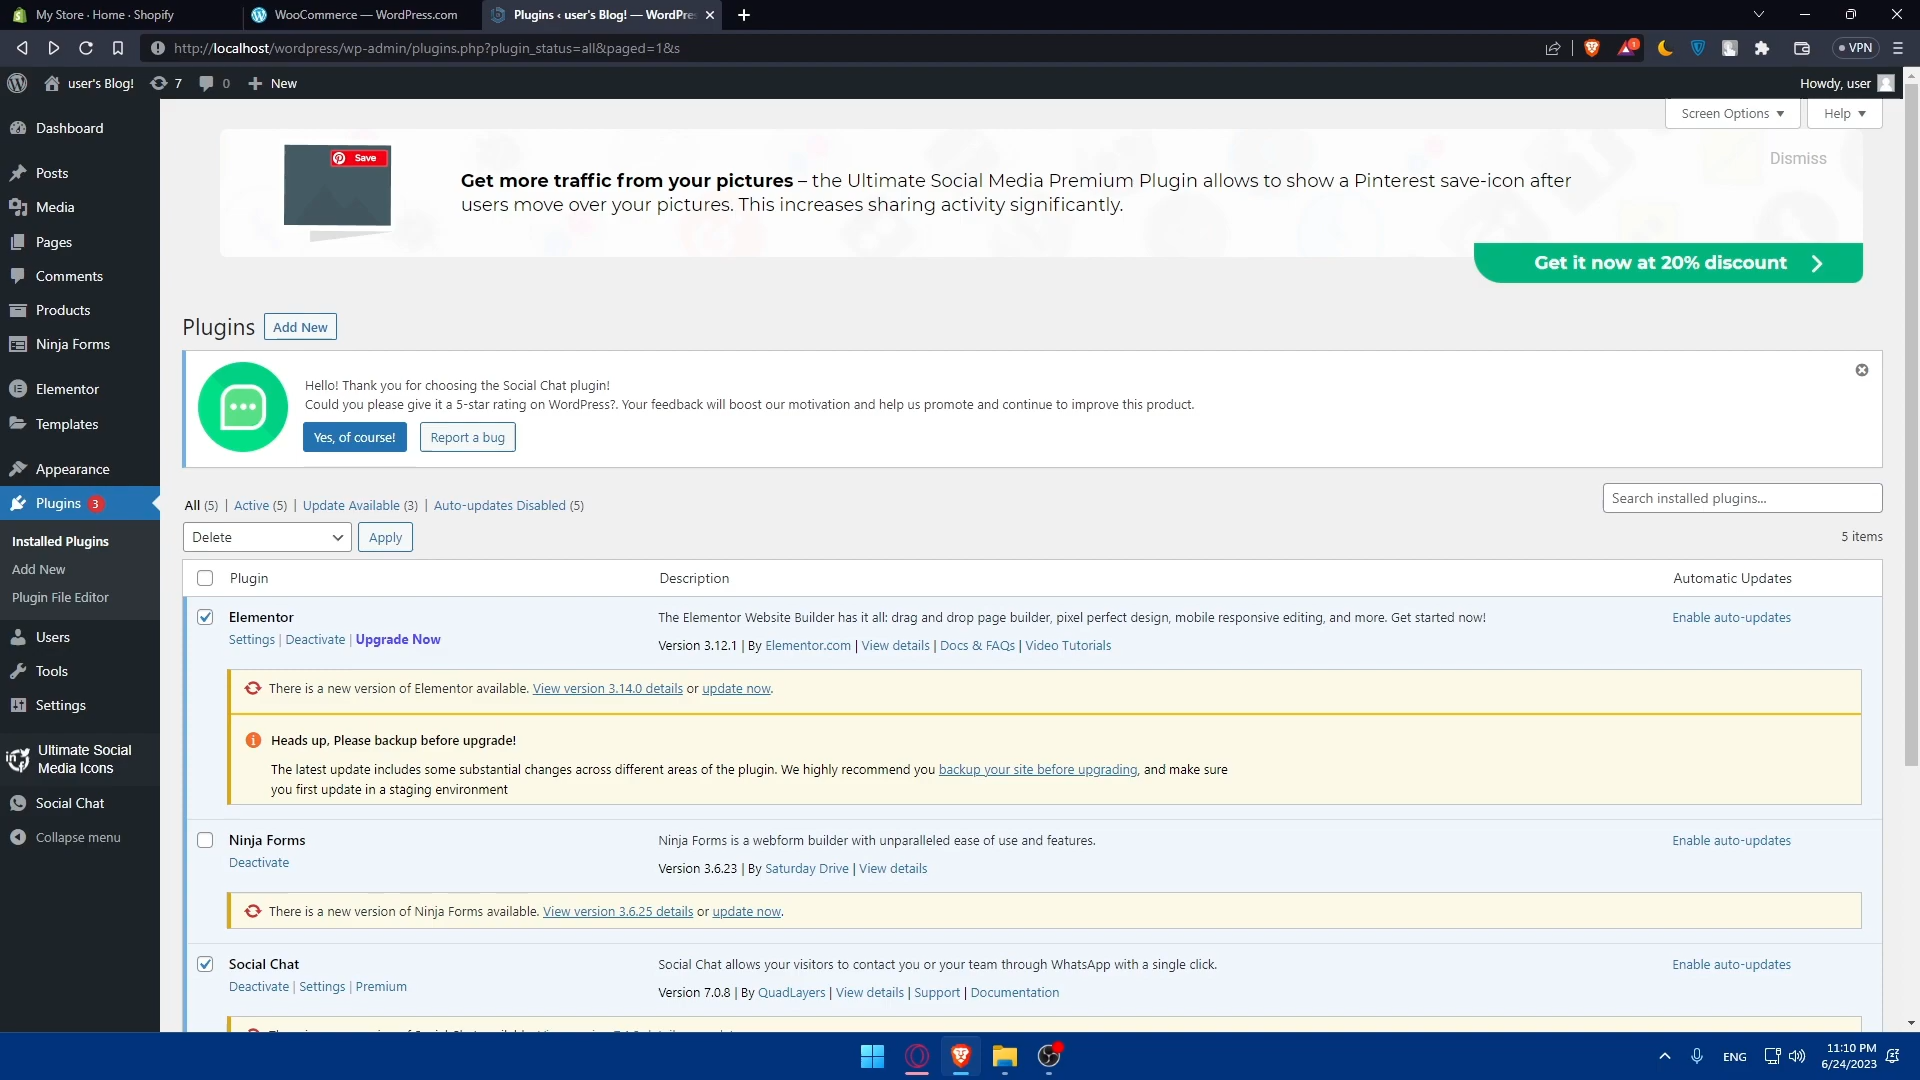 My Store · Home · Shopify
WooCommerce — WordPress.com
Plugins ‹ user's Blog! — WordPre
http://localhost/wordpress/wp-admin/plugins.php?plugin_status=all&paged=1&s
1
VPN
user's Blog!
7
0
New
Howdy, user
Screen Options
Help
Dashboard
Posts
Media
Pages
Comments
Products
Ninja Forms
Elementor
Templates
Appearance
Plugins 3
Installed Plugins
Add New
Plugin File Editor
Users
Tools
Settings
Ultimate Social
Media Icons
Social Chat
Collapse menu
Save
Dismiss
Get more traffic from your pictures – the Ultimate Social Media Premium Plugin allows to show a Pinterest save-icon after
users move over your pictures. This increases sharing activity significantly.
Get it now at 20% discount
Plugins
Add New
Hello! Thank you for choosing the Social Chat plugin!
Could you please give it a 5-star rating on WordPress?. Your feedback will boost our motivation and help us promote and continue to improve this product.
Yes, of course!
Report a bug
All (5) | Active (5) | Update Available (3) | Auto-updates Disabled (5)
Search installed plugins...
Delete
Apply
5 items
Plugin
Description
Automatic Updates
Elementor
The Elementor Website Builder has it all: drag and drop page builder, pixel perfect design, mobile responsive editing, and more. Get started now!
Enable auto-updates
Settings | Deactivate | Upgrade Now
Version 3.12.1 | By Elementor.com | View details | Docs & FAQs | Video Tutorials
There is a new version of Elementor available. View version 3.14.0 details or update now.
Heads up, Please backup before upgrade!
The latest update includes some substantial changes across different areas of the plugin. We highly recommend you backup your site before upgrading, and make sure
you first update in a staging environment
Ninja Forms
Ninja Forms is a webform builder with unparalleled ease of use and features.
Enable auto-updates
Deactivate
Version 3.6.23 | By Saturday Drive | View details
There is a new version of Ninja Forms available. View version 3.6.25 details or update now.
Social Chat
Social Chat allows your visitors to contact you or your team through WhatsApp with a single click.
Enable auto-updates
Deactivate | Settings | Premium
Version 7.0.8 | By QuadLayers | View details | Support | Documentation
ENG
11:10 PM
6/24/2023